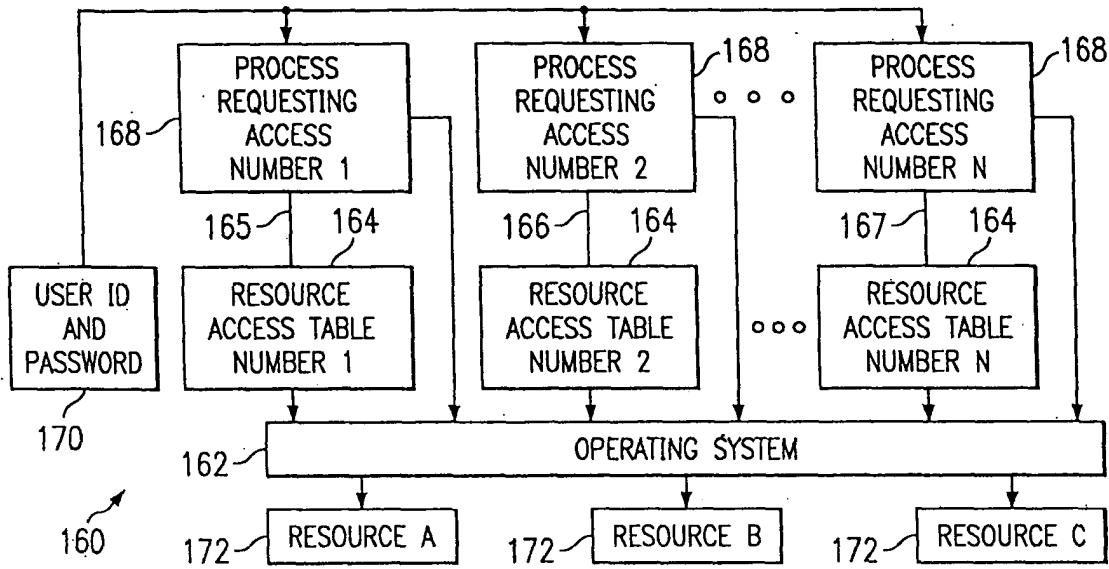 PROCESS
REQUESTING
ACCESS
NUMBER 1
168
PROCESS
REQUESTING
ACCESS
NUMBER 2
168
PROCESS
REQUESTING
ACCESS
NUMBER N
168
165
164
166
164
167
164
USER ID
AND
PASSWORD
170
RESOURCE
ACCESS TABLE
NUMBER 1
RESOURCE
ACCESS TABLE
NUMBER 2
RESOURCE
ACCESS TABLE
NUMBER N
162
OPERATING SYSTEM
160
172
RESOURCE A
172
RESOURCE B
172
RESOURCE C